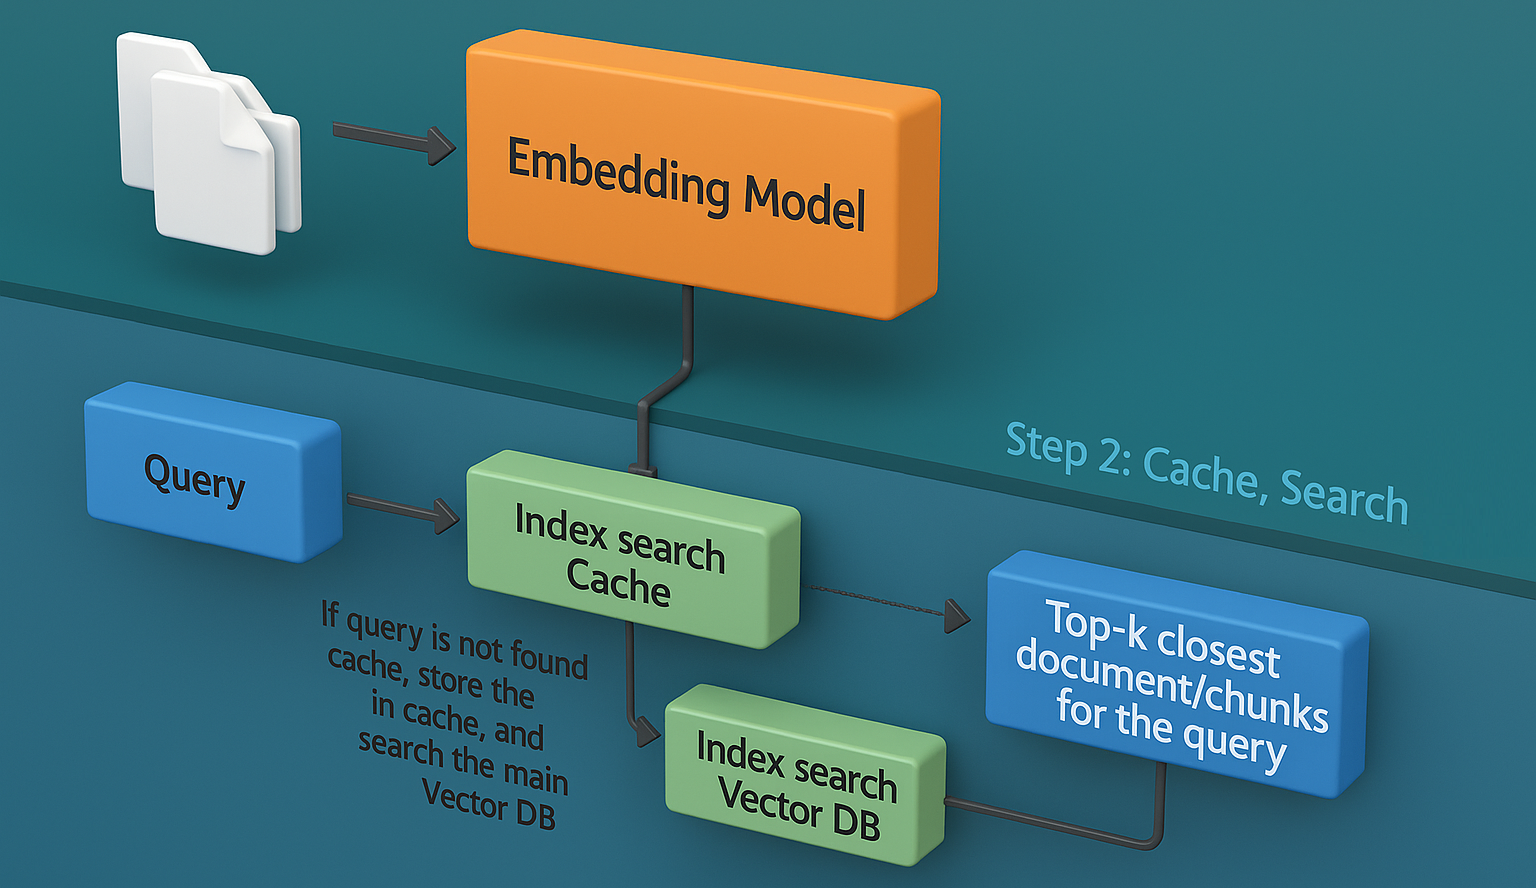 Embedding Model
Step 2: Cache, Search
Query
Index search
Cache
If query is not found
cache, store the
in cache, and
search the main
Vector DB
Top-k closest
document/chunks
for the query
Index search
Vector DB